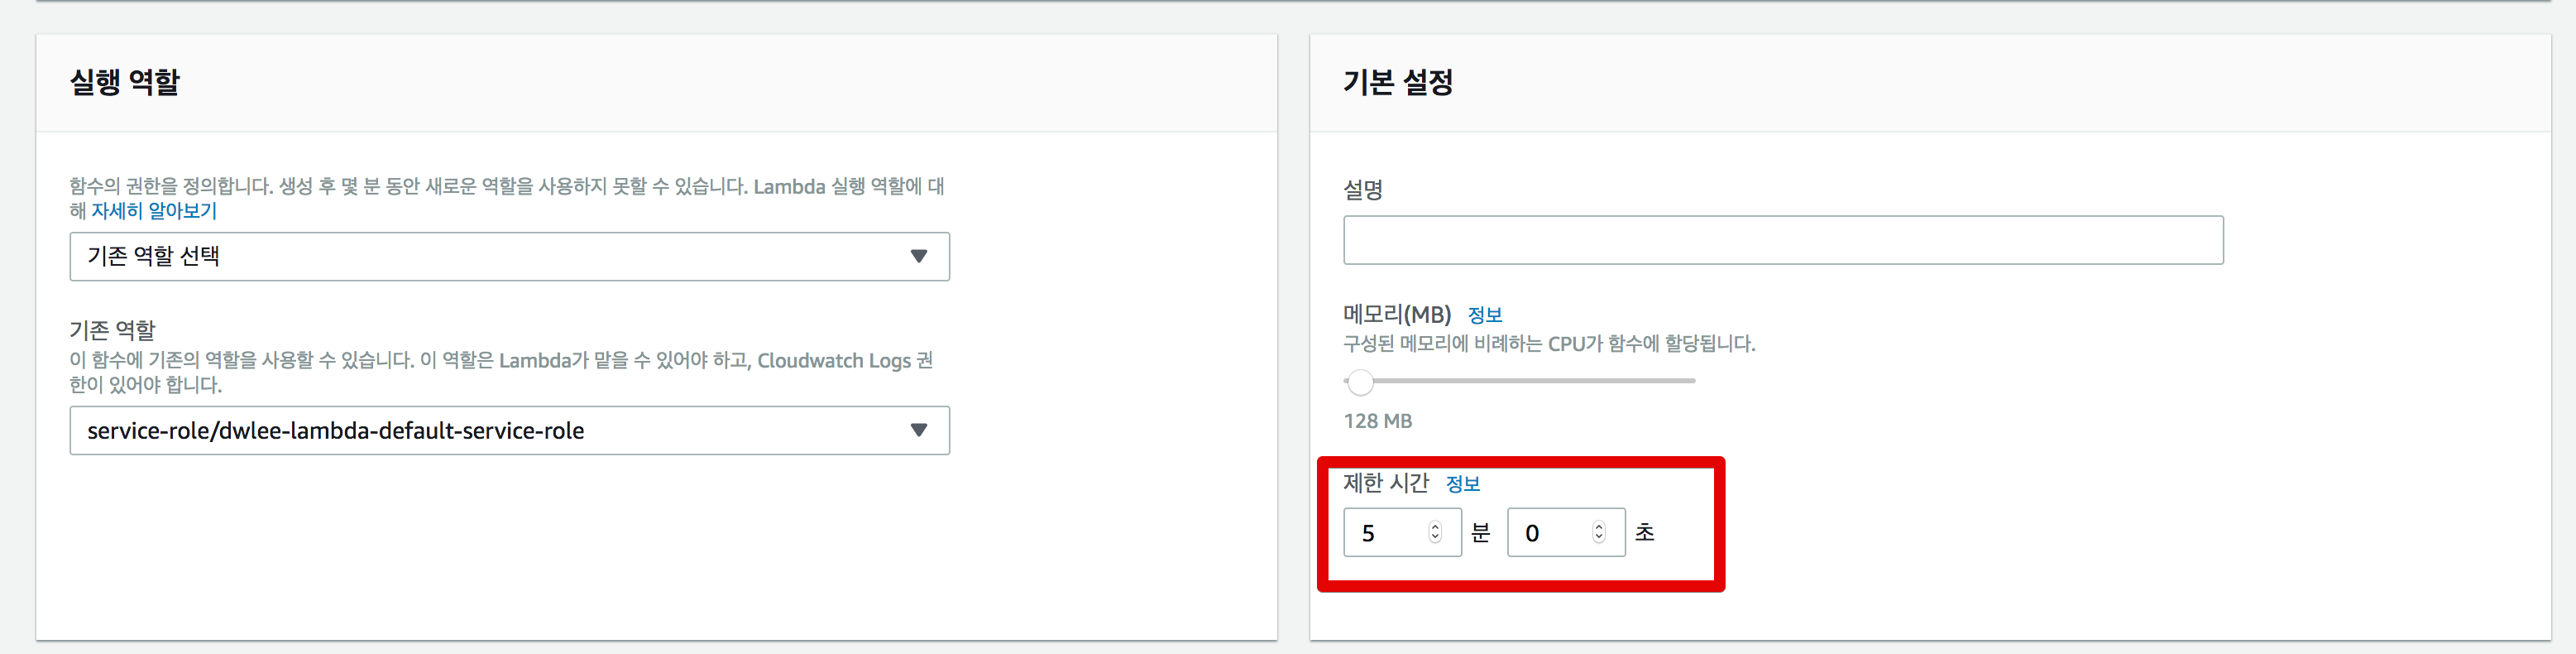 실행 역할
함수의 권한을 정의합니다. 생성 후 몇 분 동안 새로운 역할을 사용하지 못할 수 있습니다. Lambda 실행 역할에 대
해 자세히 알아보기
기존 역할 선택
기존 역할
이 함수에 기존의 역할을 사용할 수 있습니다. 이 역할은 Lambda가 맡을 수 있어야 하고, Cloudwatch Logs 권
한이 있어야 합니다.
service-role/dwlee-lambda-default-service-role
기본 설정
설명
메모리(MB) 정보
구성된 메모리에 비례하는 CPU가 함수에 할당됩니다.
128 MB
제한 시간 정보
5 분 0 초